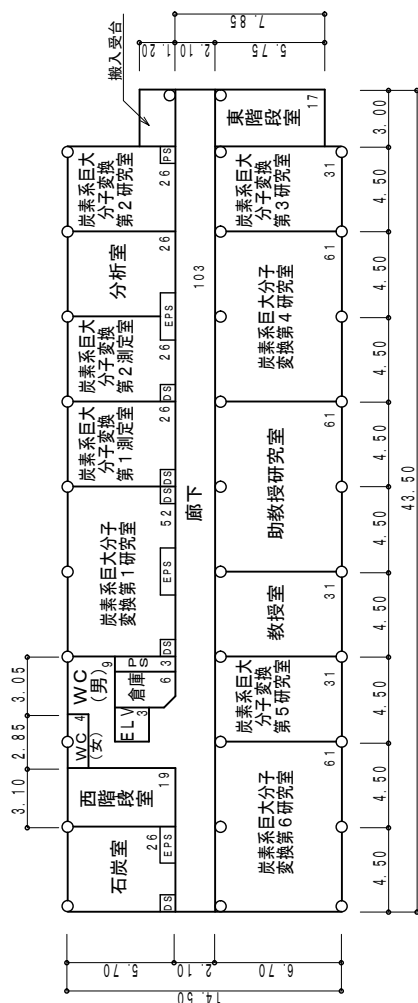 7.85
1.20
2.10
5.75
搬入受台
炭素系巨大
分子変換
第2研究室
26
PS
分析室
26
EPS
炭素系巨大
分子変換
第2測定室
26
DS
炭素系巨大
分子変換
第1測定室
26
DS
炭素系巨大分子
変換第1研究室
52
DS
EPS
DS
WC
(男)
9
PS
3
倉庫
6
ELV
3
WC
(女)
4
西階段室
19
石炭室
26
EPS
DS
廊下
103
東階段室
17
炭素系巨大
分子変換
第3研究室
31
炭素系巨大分子
変換第4研究室
61
助教授研究室
61
教授室
31
炭素系巨大
分子変換
第5研究室
31
炭素系巨大分子
変換第6研究室
61
3.05
2.85
3.10
3.00
4.50
4.50
4.50
4.50
4.50
4.50
4.50
4.50
4.50
43.50
5.70
2.10
6.70
14.50